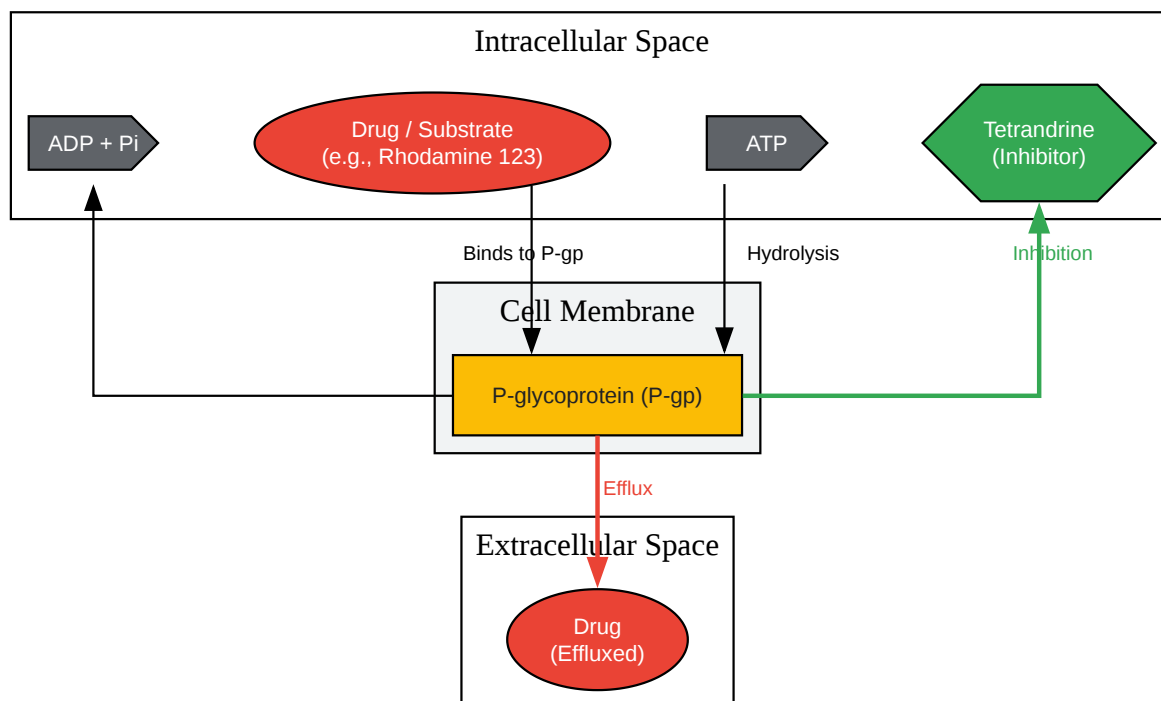 Intracellular Space
ADP + Pi
Drug / Substrate
(e.g., Rhodamine 123)
ATP
Tetrandrine
(Inhibitor)
Binds to P-gp
Hydrolysis
Inhibition
Cell Membrane
P-glycoprotein (P-gp)
Efflux
Extracellular Space
Drug
(Effluxed)